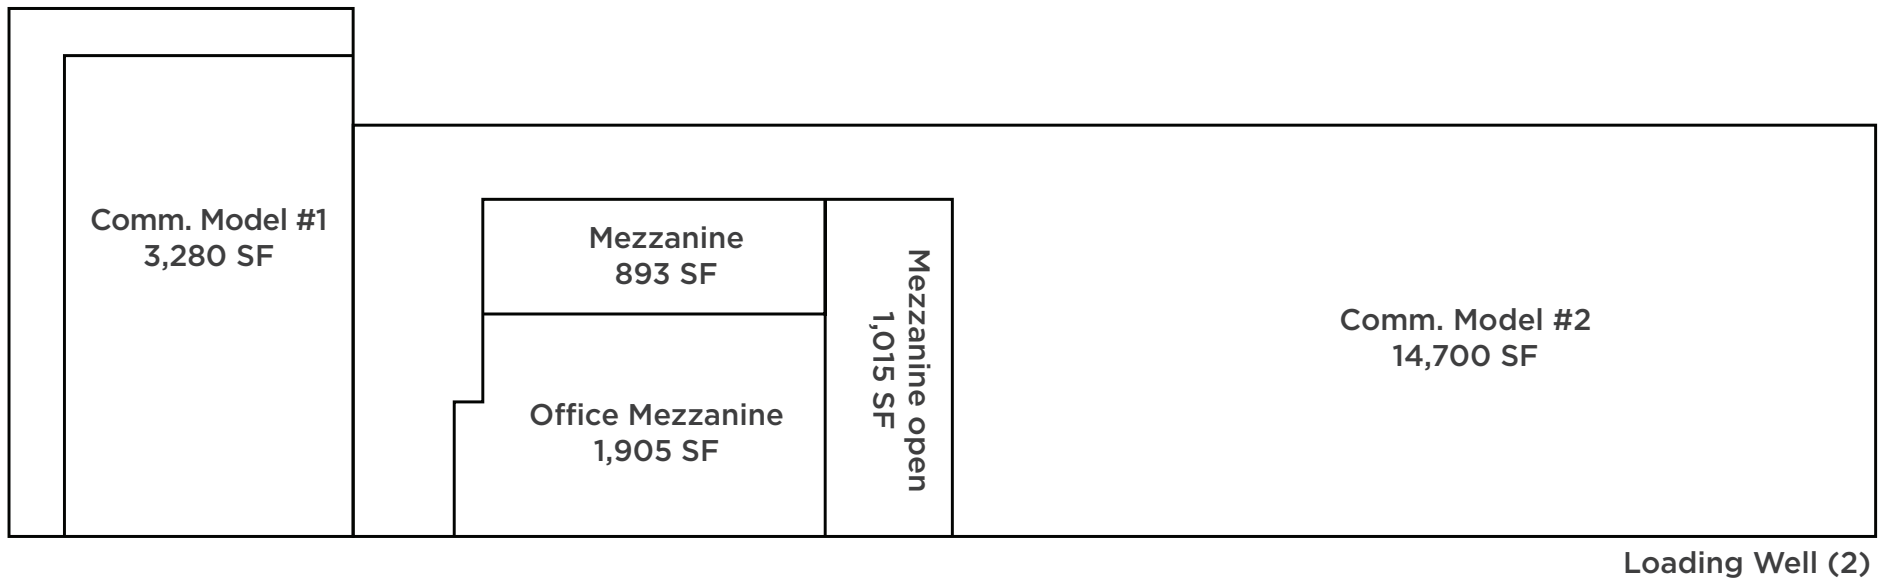 Comm. Model #1
3,280 SF
Mezzanine
893 SF
Office Mezzanine
1,905 SF
Mezzanine open
1,015 SF
Comm. Model #2
14,700 SF
Loading Well (2)